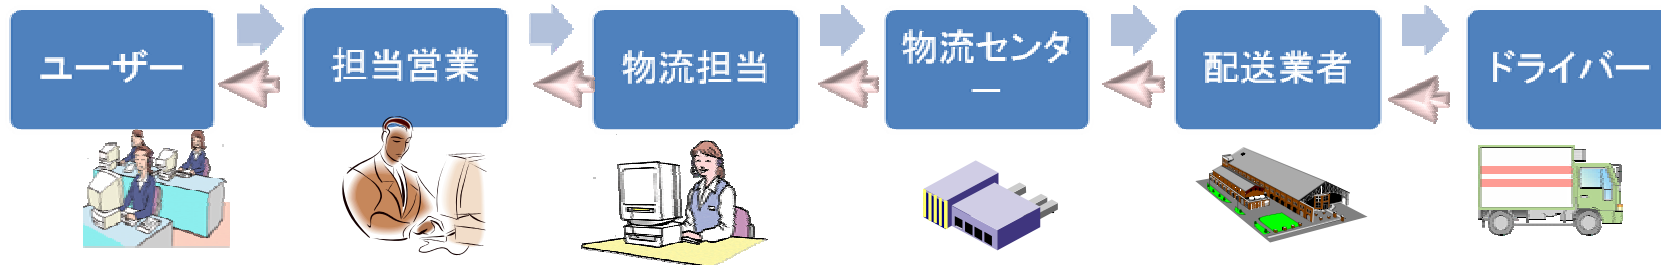 ユーザー
担当営業
物流担当
物流センタ
ー
配送業者
ドライバー